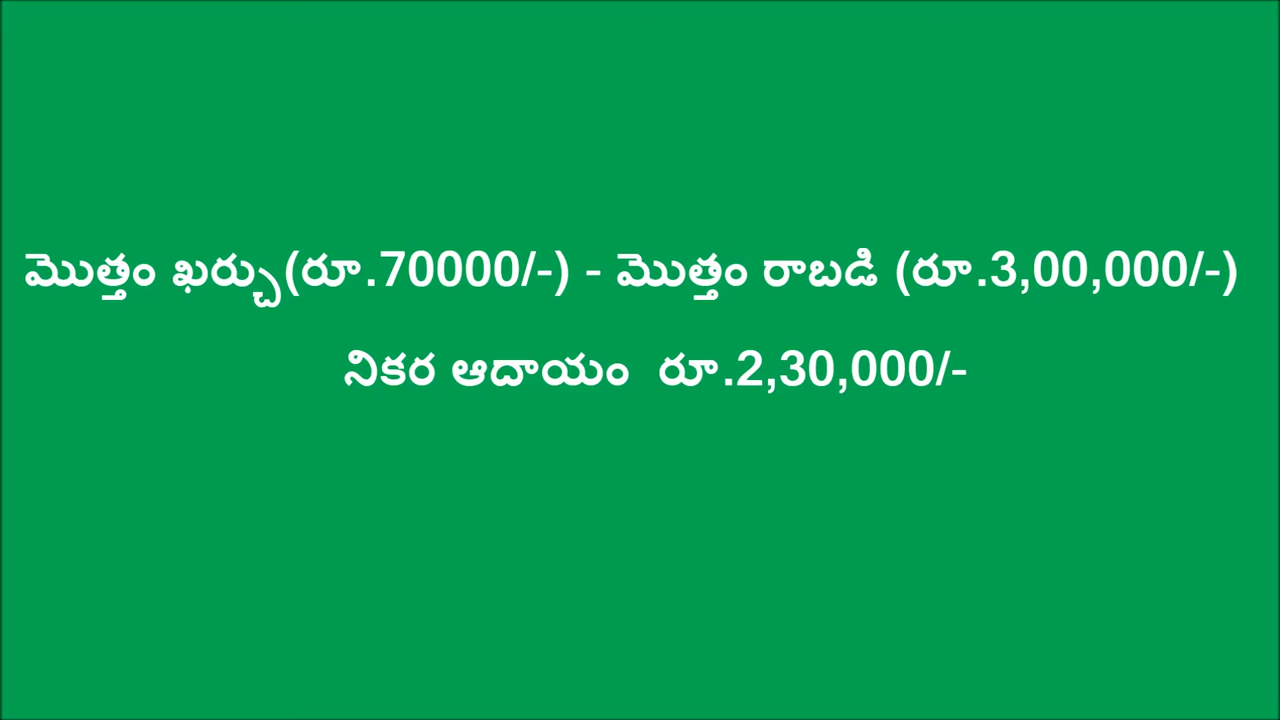 మొత్తం ఖర్చు(రూ.70000/-) - మొత్తం రాబడి (రూ.3,00,000/-)
నికర ఆదాయం  రూ.2,30,000/-